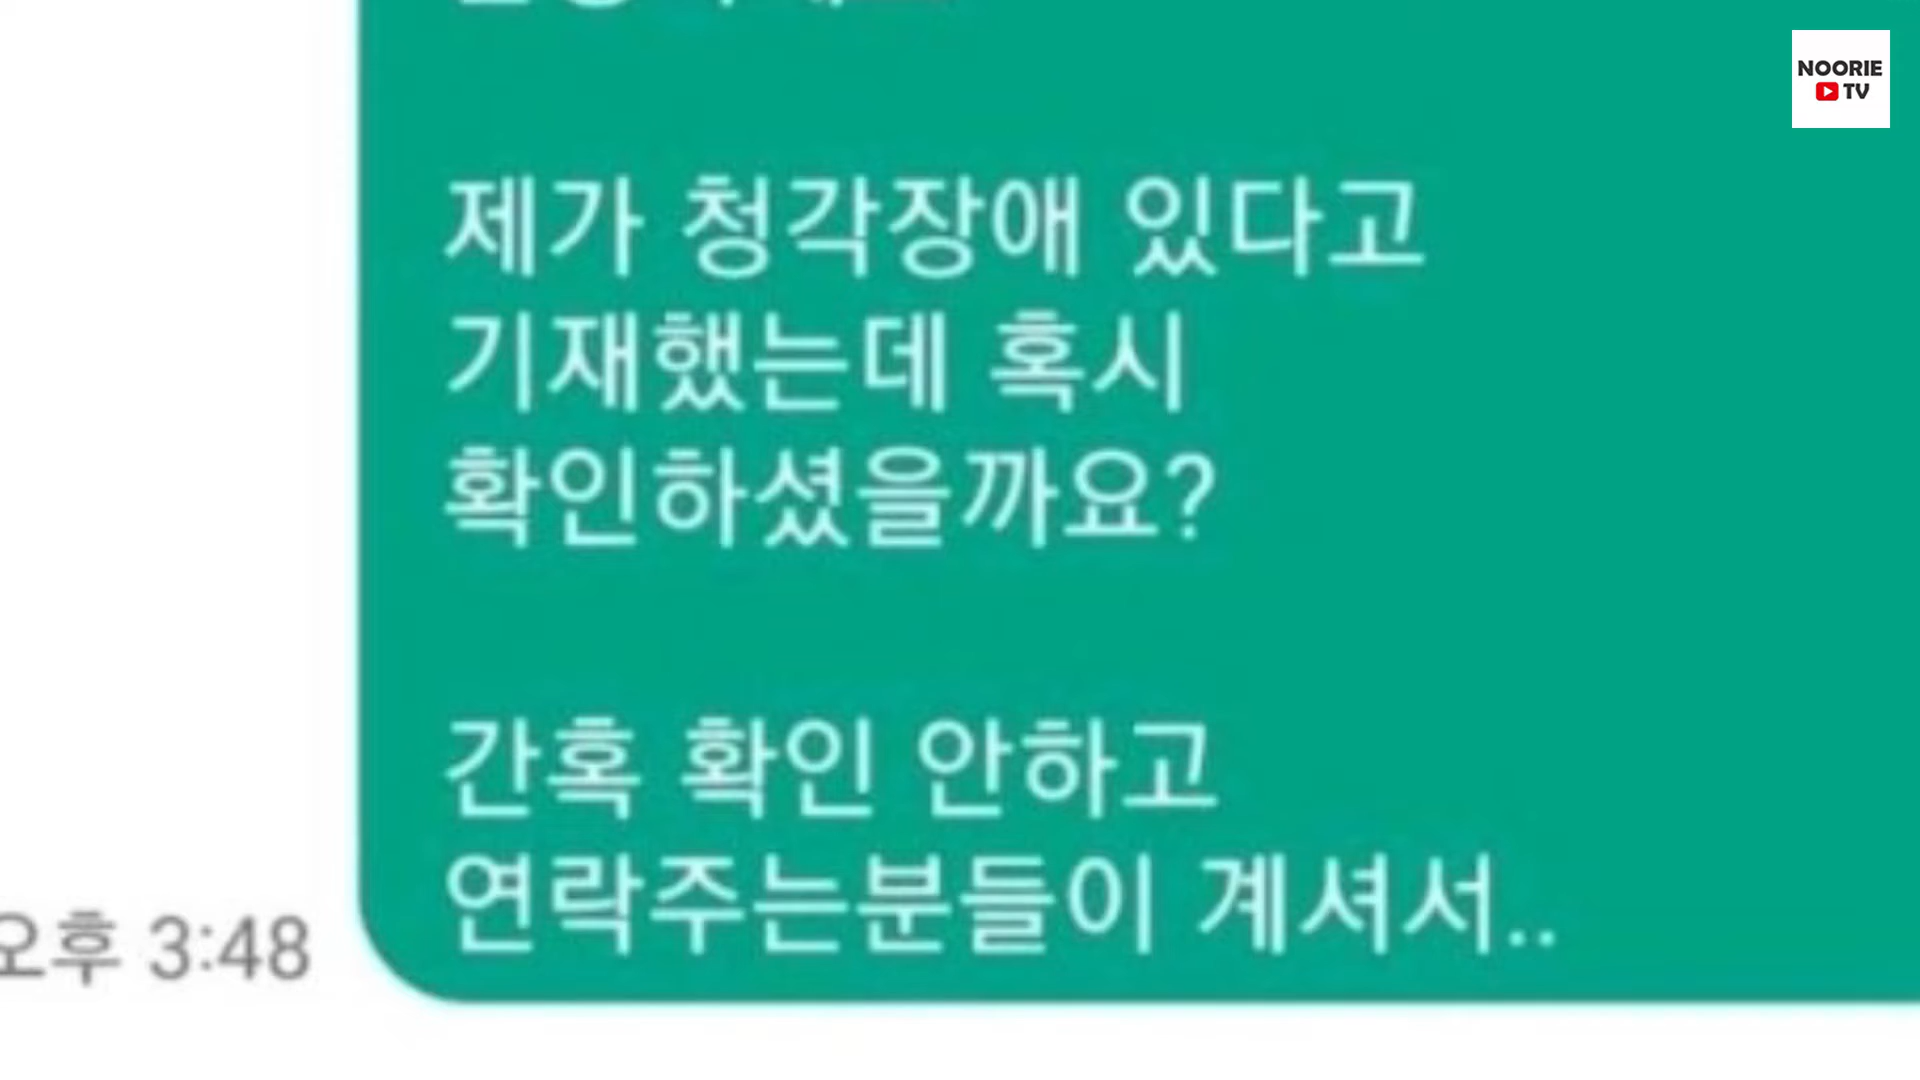 NOORIE
TV
제가 청각장애 있다고
기재했는데 혹시
확인하셨을까요?
간혹 확인 안하고
연락주는분들이 계셔서..
오후 3:48